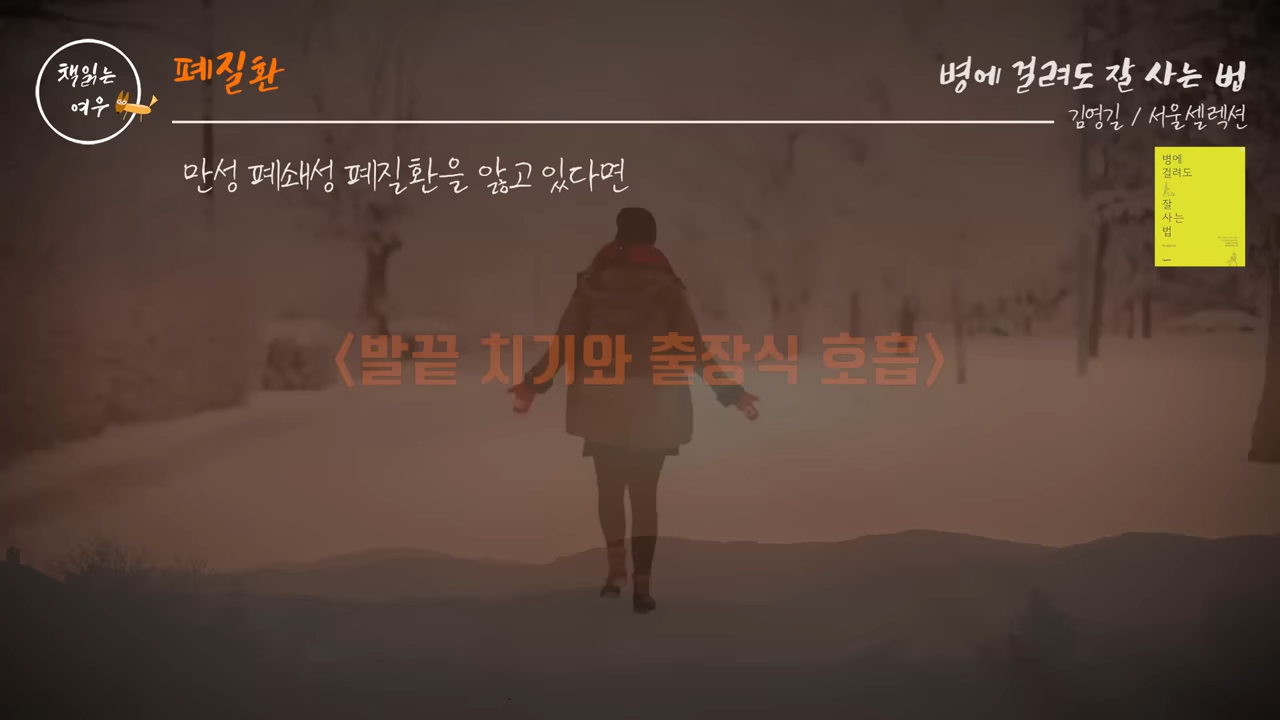 책읽는
여우
폐질환
병에 걸려도 잘 사는 법
김영길 / 서울셀렉션
만성 폐쇄성 폐질환을 앓고 있다면
병에
걸려도
잘
사는
법
〈발끝 치기와 출장식 호흡〉